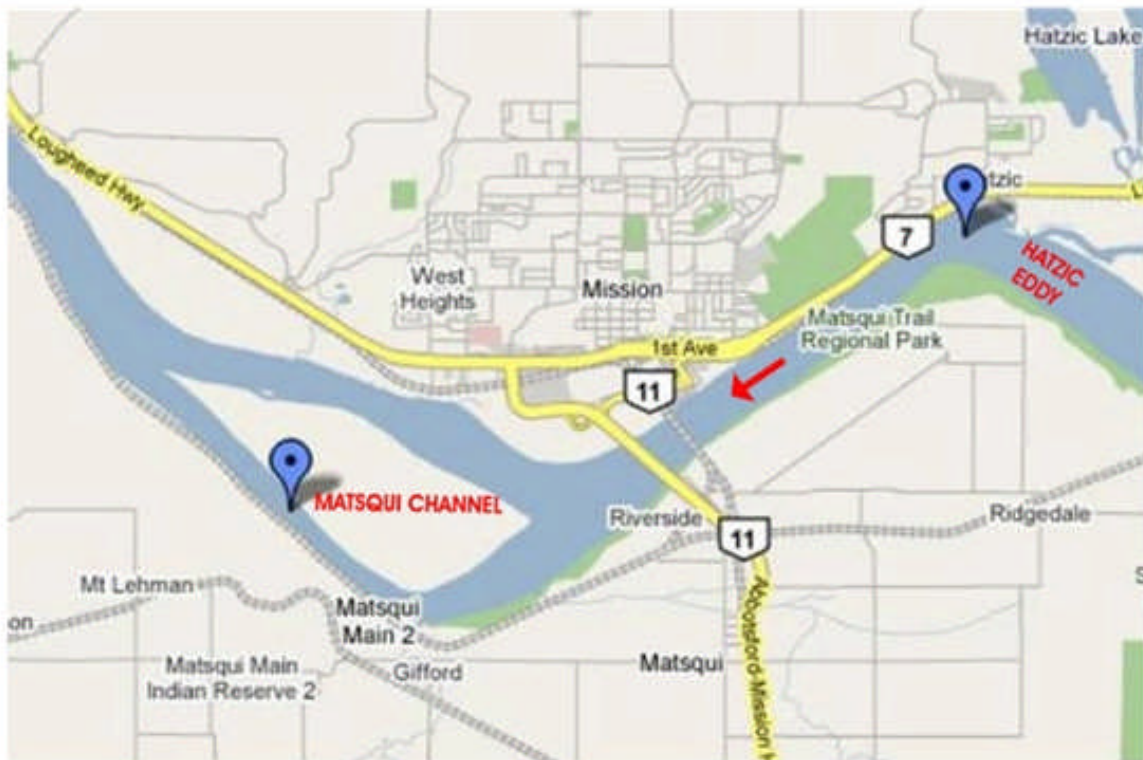 Hatzic Lake
Lougheed Hwy
tzic
L
7
HATZIC
EDDY
West
Heights
Mission
Matsqui Trail
Regional Park
1st Ave
11
MATSQUI CHANNEL
Riverside
11
Ridgedale
Mt Lehman
S
on
Matsqui
Main 2
Matsqui Main
Indian Reserve 2
Gifford
Matsqui
Abbotsford-Mission H